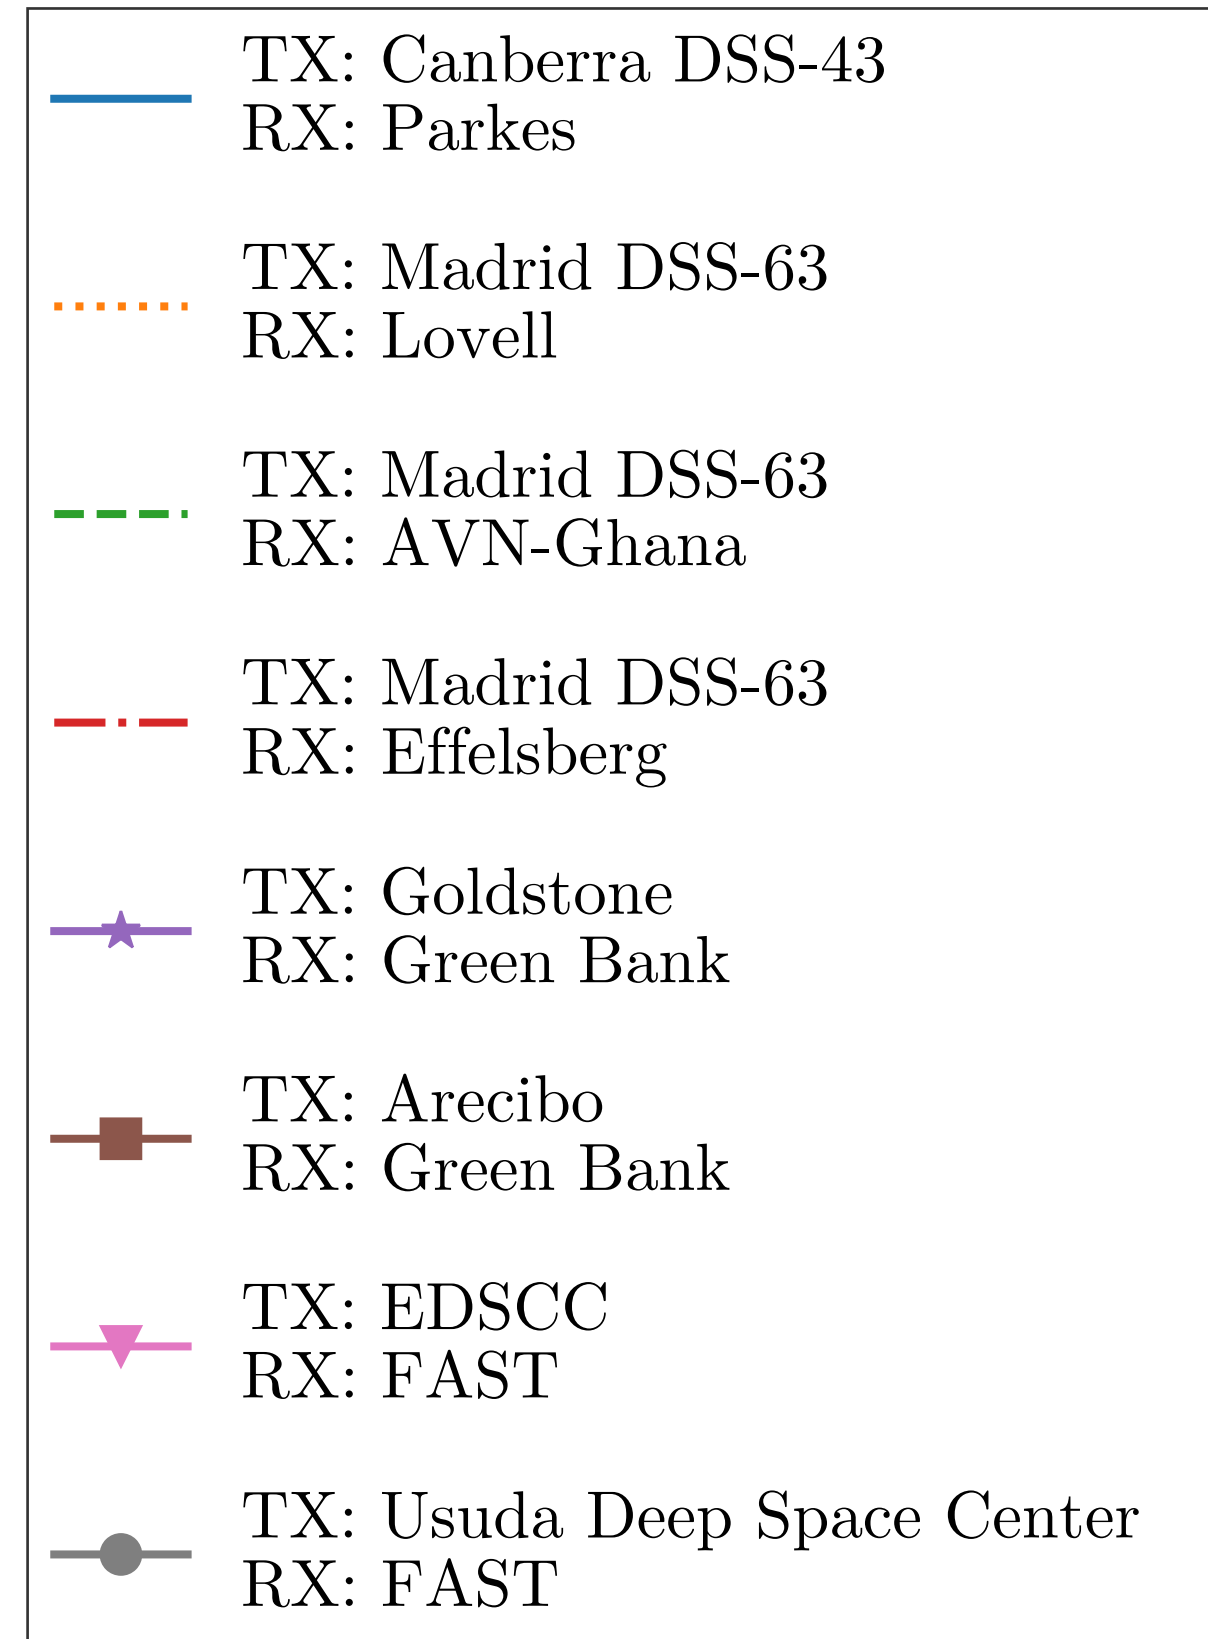 TX: Canberra DSS-43
RX: Parkes
TX: Madrid DSS-63
RX: Lovell
TX: Madrid DSS-63
RX: AVN-Ghana
TX: Madrid DSS-63
RX: Effelsberg
TX: Goldstone
RX: Green Bank
TX: Arecibo
RX: Green Bank
TX: EDSCC
RX: FAST
TX: Usuda Deep Space Center
RX: FAST